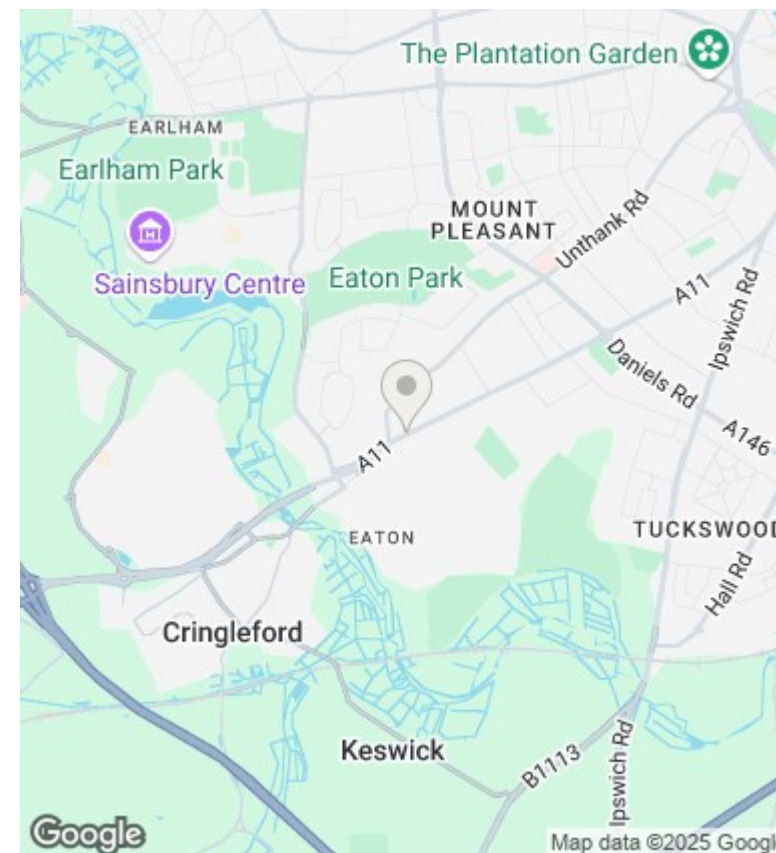 The Plantation Garden
EARLHAM
Earlham Park
MOUNT
PLEASANT
Unthank Rd
Sainsbury Centre
Eaton Park
A11
Ipswich Rd
Daniels Rd
A146
A11
EATON
TUCKSWOOD
Hall Rd
Cringleford
Keswick
B1113
Ipswich Rd
Google
Map data ©2025 Google